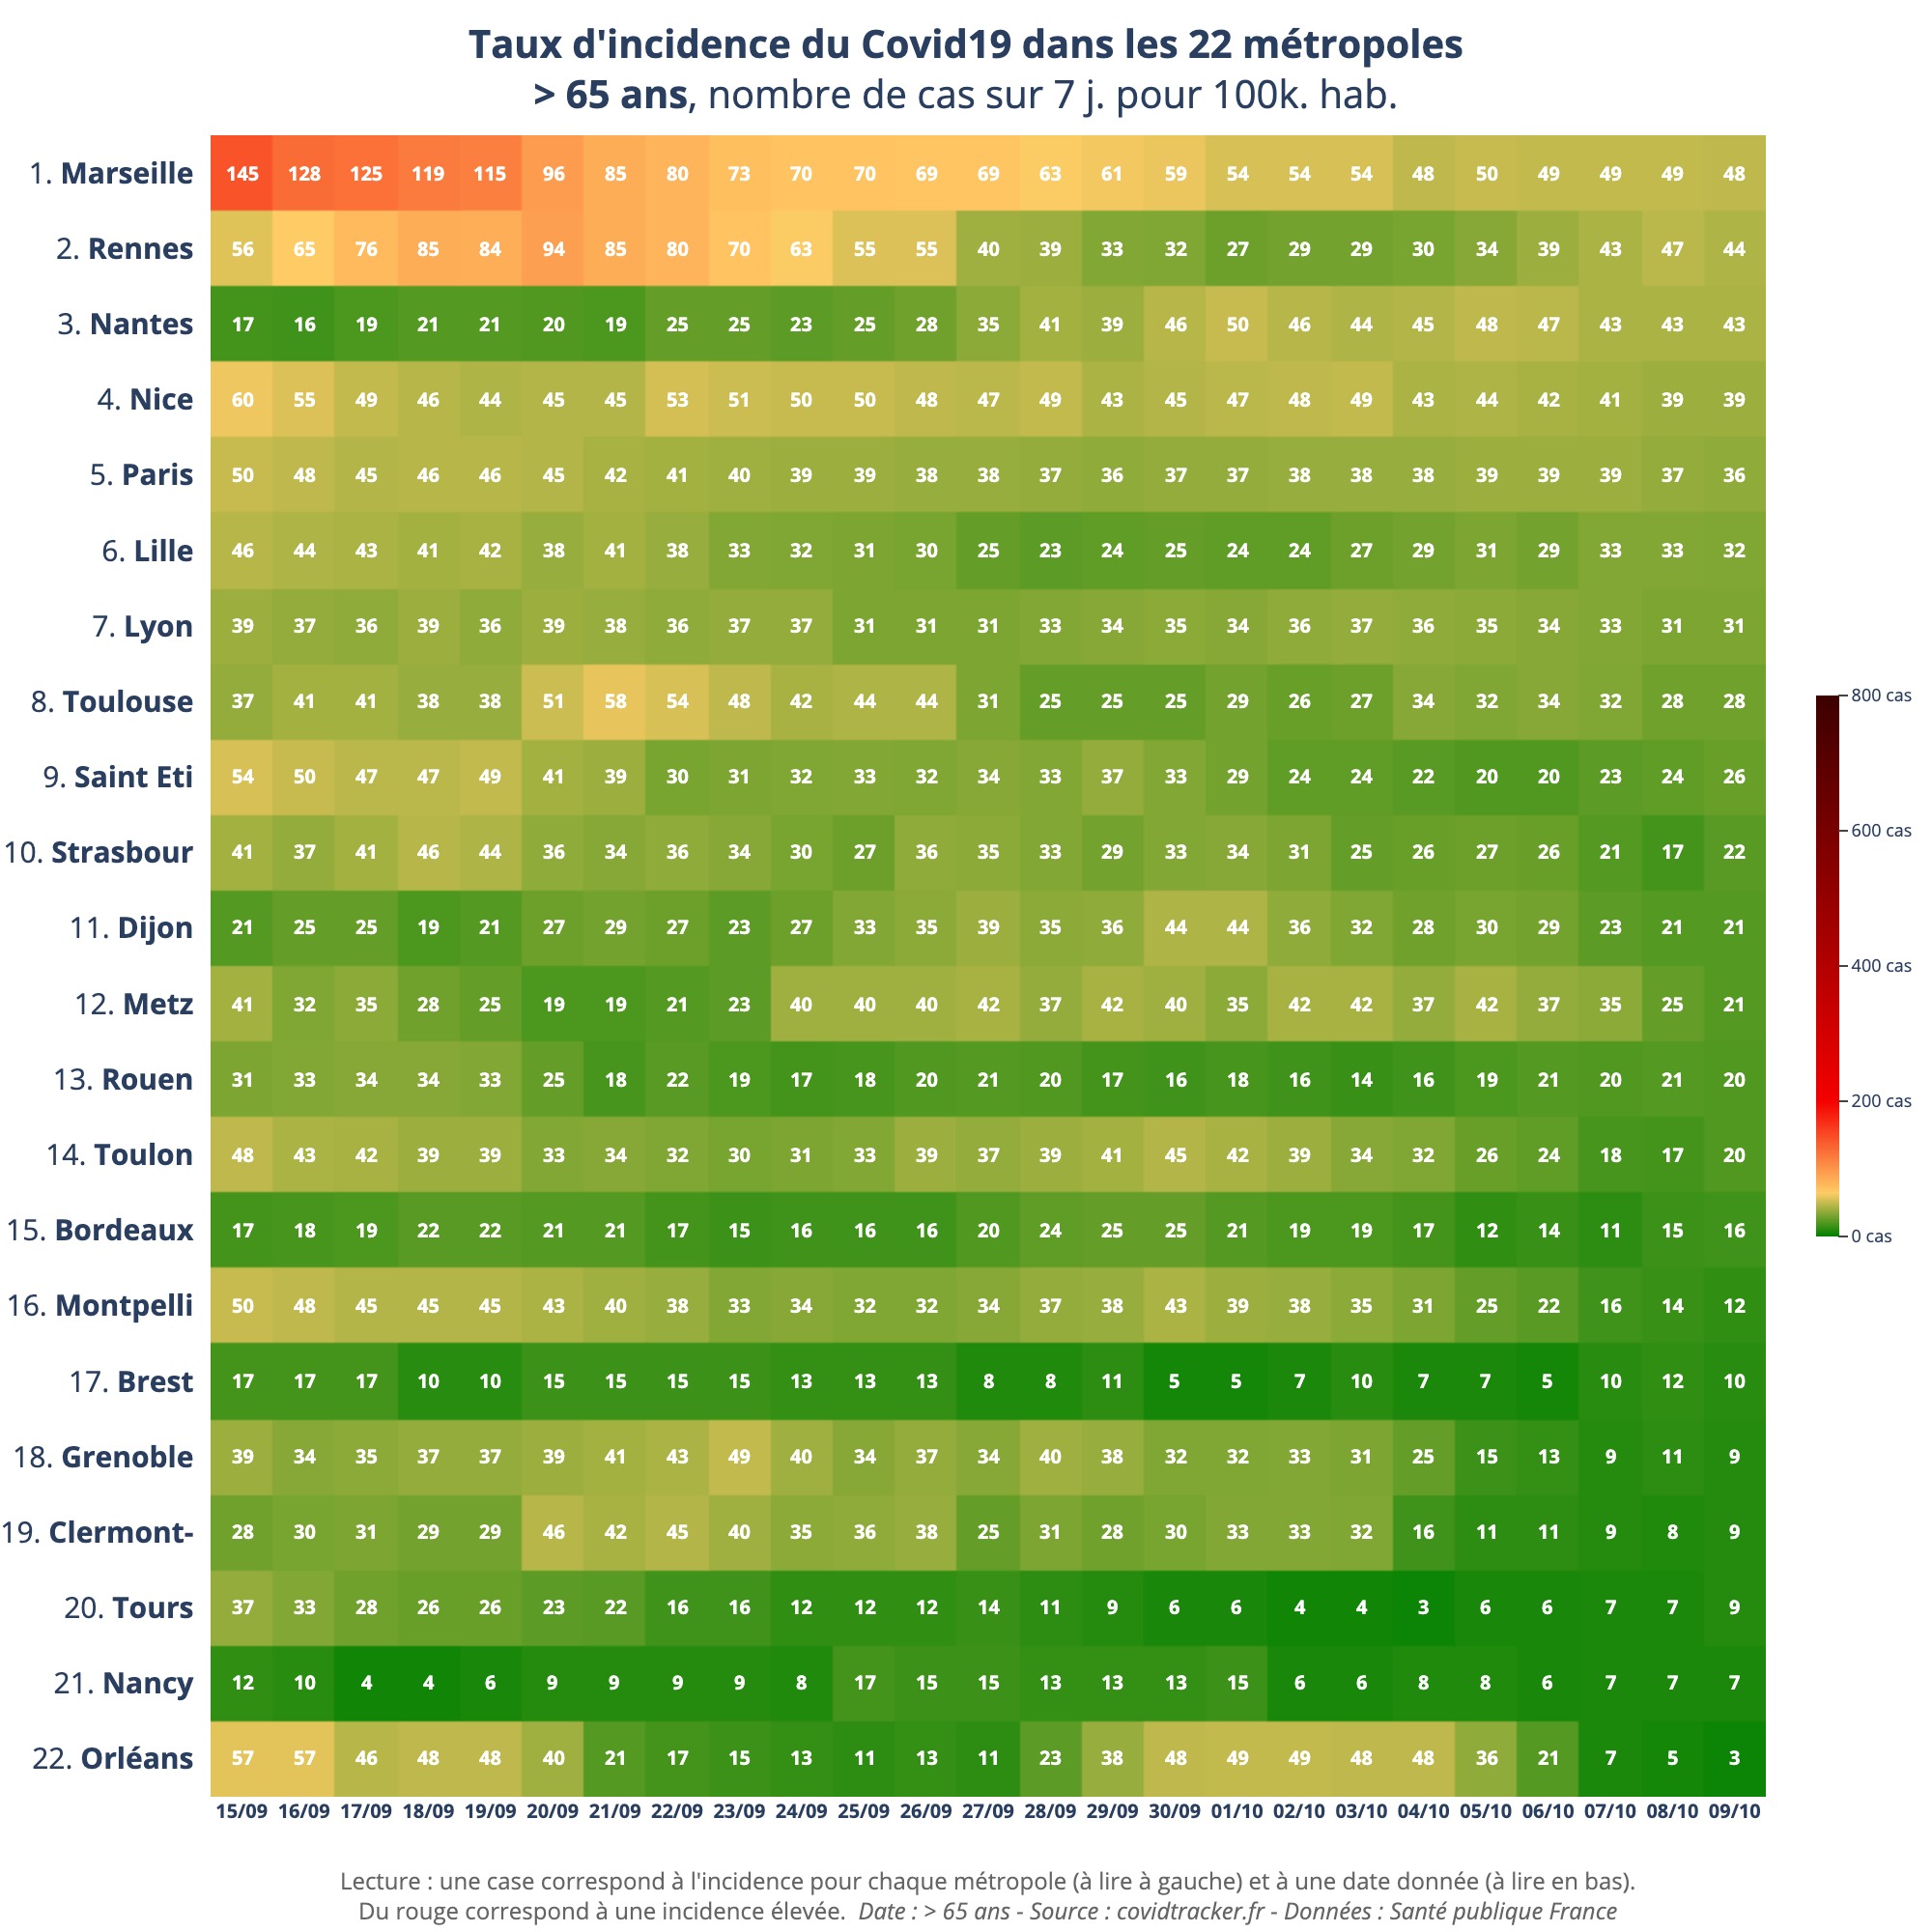 Taux d'incidence du Covid19 dans les 22 métropoles
> 65 ans, nombre de cas sur 7 j. pour 100k. hab.
1. Marseille 145 128 125 119 115 96 85 80 73 70 70 69 69 63 61 59 54 54 54 48 50 49 49 49 48
2. Rennes 56 65 76 85 84 94 85 80 70 63 55 55 40 39 33 32 27 29 29 30 34 39 43 47 44
3. Nantes 17 16 19 21 21 20 19 25 25 23 25 28 35 41 39 46 50 46 44 45 48 47 43 43 43
4. Nice 60 55 49 46 44 45 45 53 51 50 50 48 47 49 43 45 47 48 49 43 44 42 41 39 39
5. Paris 50 48 45 46 46 45 42 41 40 39 39 38 38 37 36 37 37 38 38 38 39 39 39 37 36
6. Lille 46 44 43 41 42 38 41 38 33 32 31 30 25 23 24 25 24 24 27 29 31 29 33 33 32
7. Lyon 39 37 36 39 36 39 38 36 37 37 31 31 31 33 34 35 34 36 37 36 35 34 33 31 31
8. Toulouse 37 41 41 38 38 51 58 54 48 42 44 44 31 25 25 25 29 26 27 34 32 34 32 28 28
9. Saint Eti 54 50 47 47 49 41 39 30 31 32 33 32 34 33 37 33 29 24 24 22 20 20 23 24 26
10. Strasbour 41 37 41 46 44 36 34 36 34 30 27 36 35 33 29 33 34 31 25 26 27 26 21 17 22
11. Dijon 21 25 25 19 21 27 29 27 23 27 33 35 39 35 36 44 44 36 32 28 30 29 23 21 21
12. Metz 41 32 35 28 25 19 19 21 23 40 40 40 42 37 42 40 35 42 42 37 42 37 35 25 21
13. Rouen 31 33 34 34 33 25 18 22 19 17 18 20 21 20 17 16 18 16 14 16 19 21 20 21 20
14. Toulon 48 43 42 39 39 33 34 32 30 31 33 39 37 39 41 45 42 39 34 32 26 24 18 17 20
15. Bordeaux 17 18 19 22 22 21 21 17 15 16 16 16 20 24 25 25 21 19 19 17 12 14 11 15 16
16. Montpelli 50 48 45 45 45 43 40 38 33 34 32 32 34 37 38 43 39 38 35 31 25 22 16 14 12
17. Brest 17 17 17 10 10 15 15 15 15 13 13 13 8 8 11 5 5 7 10 7 7 5 10 12 10
18. Grenoble 39 34 35 37 37 39 41 43 49 40 34 37 34 40 38 32 32 33 31 25 15 13 9 11 9
19. Clermont- 28 30 31 29 29 46 42 45 40 35 36 38 25 31 28 30 33 33 32 16 11 11 9 8 9
20. Tours 37 33 28 26 26 23 22 16 16 12 12 12 14 11 9 6 6 4 4 3 6 6 7 7 9
21. Nancy 12 10 4 4 6 9 9 9 9 8 17 15 15 13 13 13 15 6 6 8 8 6 7 7 7
22. Orléans 57 57 46 48 48 40 21 17 15 13 11 13 11 23 38 48 49 49 48 48 36 21 7 5 3
15/09 16/09 17/09 18/09 19/09 20/09 21/09 22/09 23/09 24/09 25/09 26/09 27/09 28/09 29/09 30/09 01/10 02/10 03/10 04/10 05/10 06/10 07/10 08/10 09/10
800 cas
600 cas
400 cas
200 cas
0 cas
Lecture : une case correspond à l'incidence pour chaque métropole (à lire à gauche) et à une date donnée (à lire en bas).
Du rouge correspond à une incidence élevée. Date : > 65 ans - Source : covidtracker.fr - Données : Santé publique France